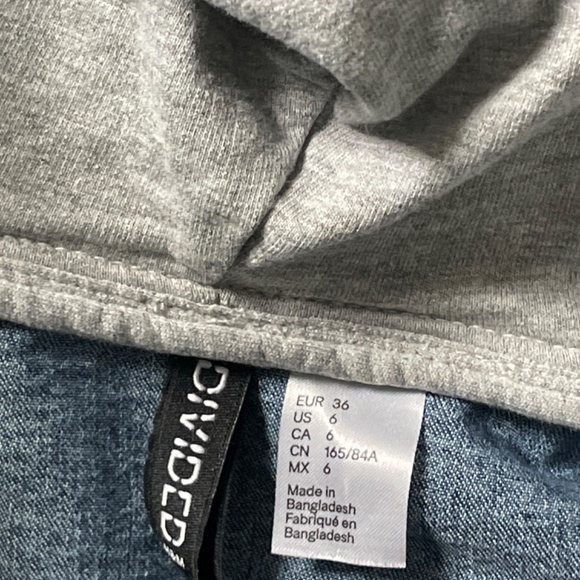 DIVIDED
EUR 36
US 6
CA 6
CN 165/84A
MX 6
Made in
Bangladesh
Fabriqué en
Bangladesh